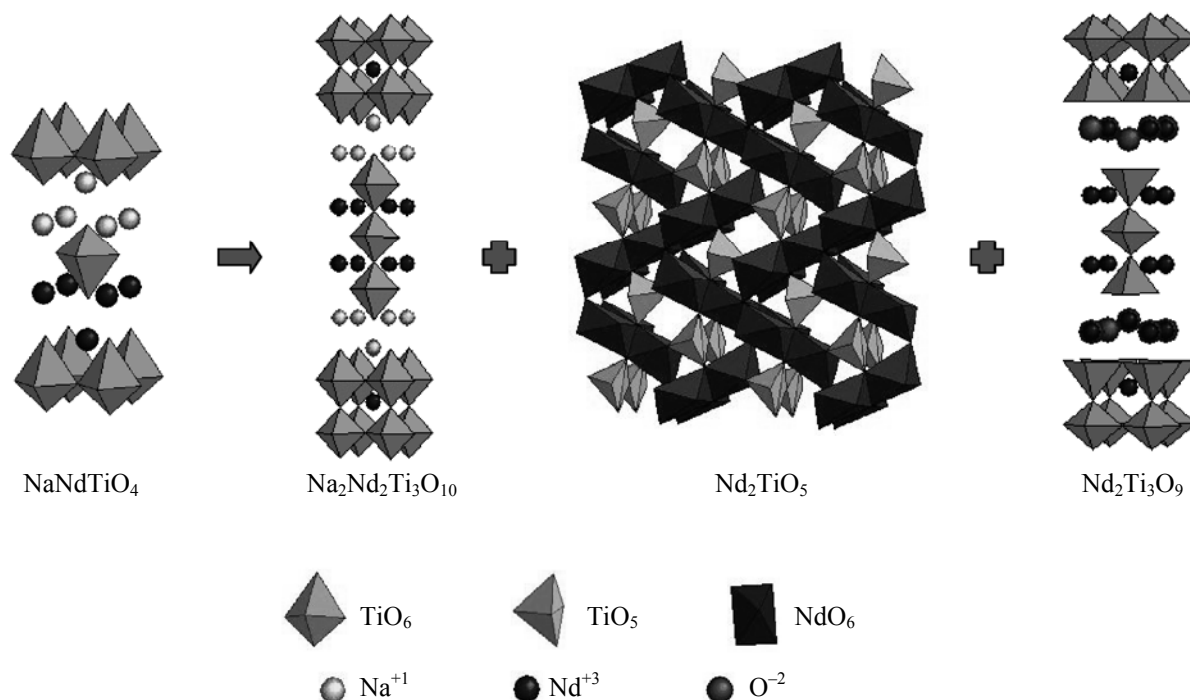 NaNdTiO₄ Na₂Nd₂Ti₃O₁₀ Nd₂TiO₅ Nd₂Ti₃O₉
TiO₆ TiO₅ NdO₆
Na⁺¹ Nd⁺³ O⁻²